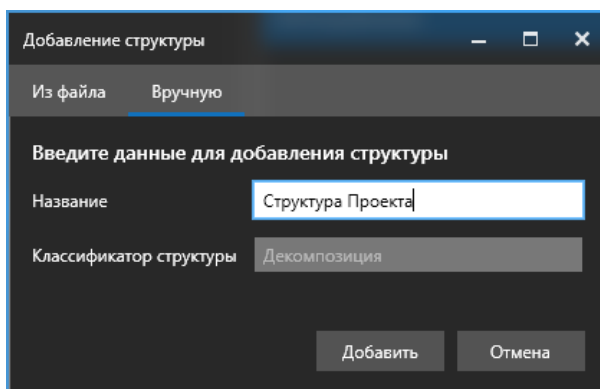 Добавление структуры
Из файла Вручную
Введите данные для добавления структуры
Название Структура Проекта
Классификатор структуры Декомпозиция
Добавить Отмена